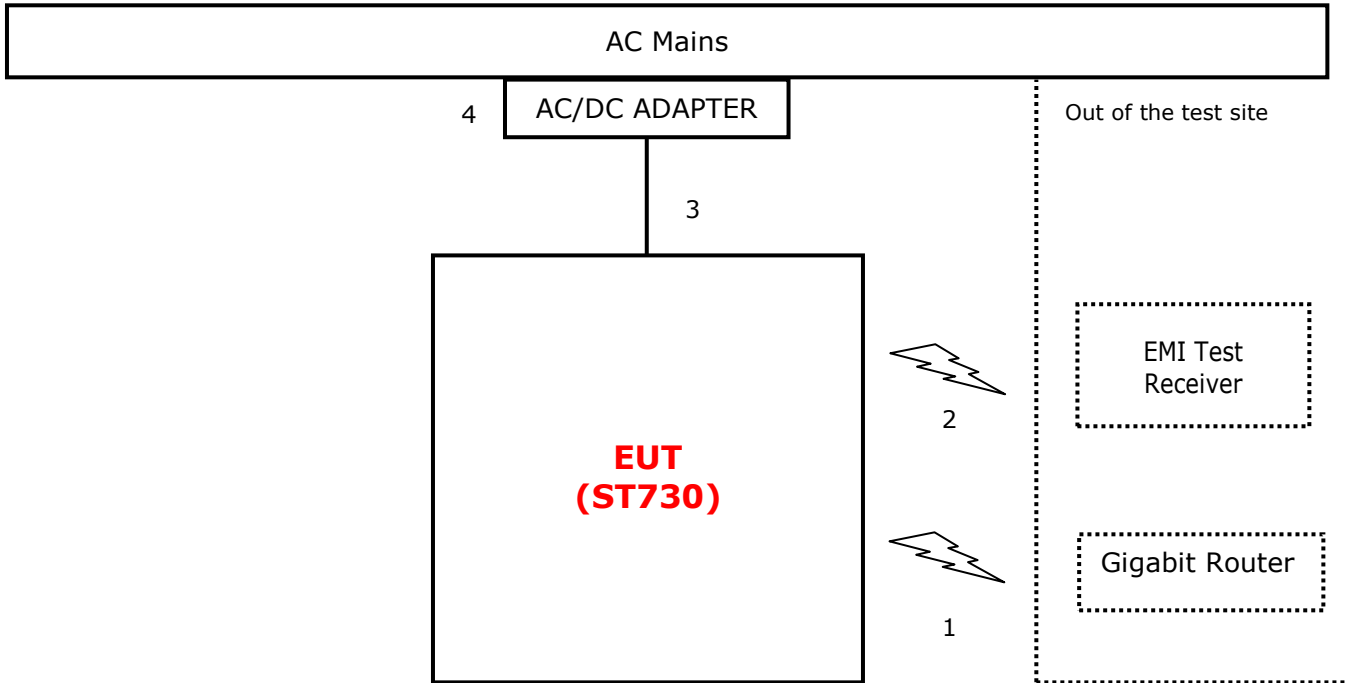 AC Mains
4
AC/DC ADAPTER
Out of the test site
3
EMI Test
Receiver
2
EUT
(ST730)
Gigabit Router
1